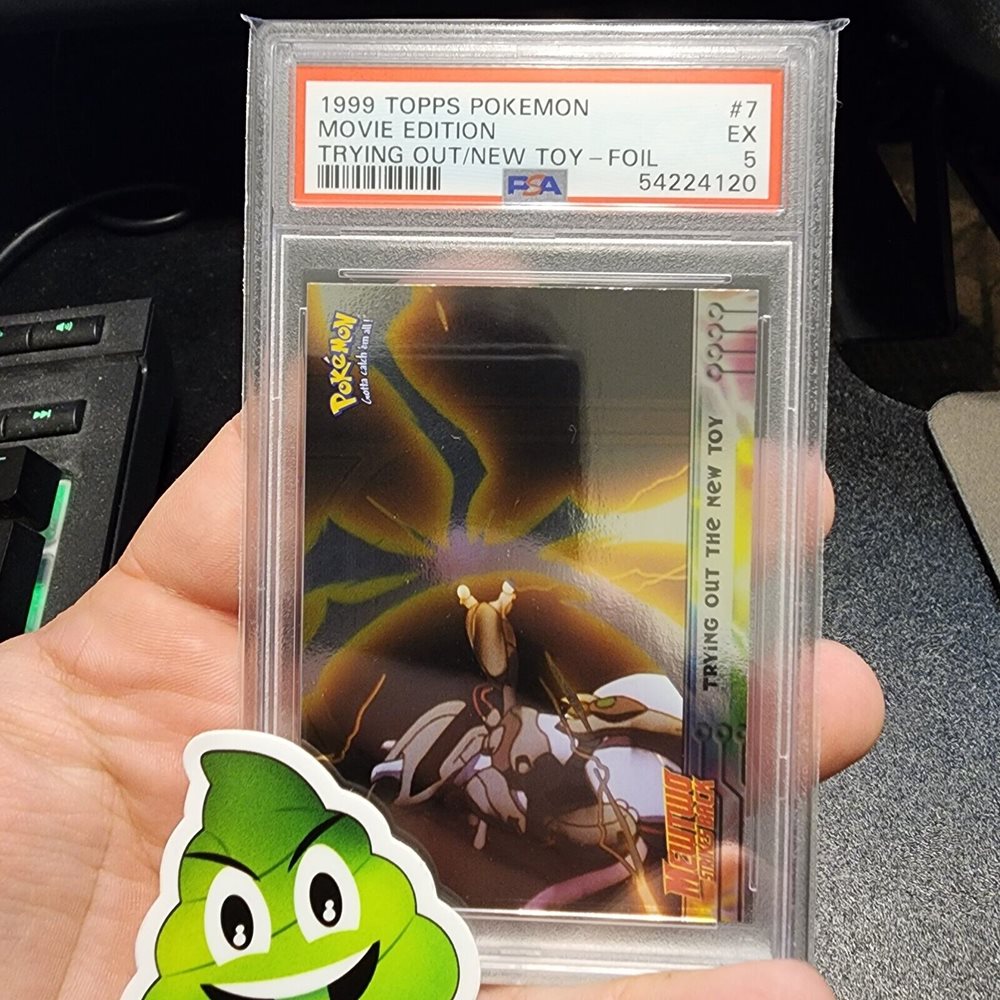 1999 TOPPS POKEMON #7
MOVIE EDITION EX
TRYING OUT/NEW TOY – FOIL 5
PSA 54224120
POKéMON
Gotta catch 'em all!
TRYiNG OUT THe NeW TOY
MEWTWO
STRIKES BACK